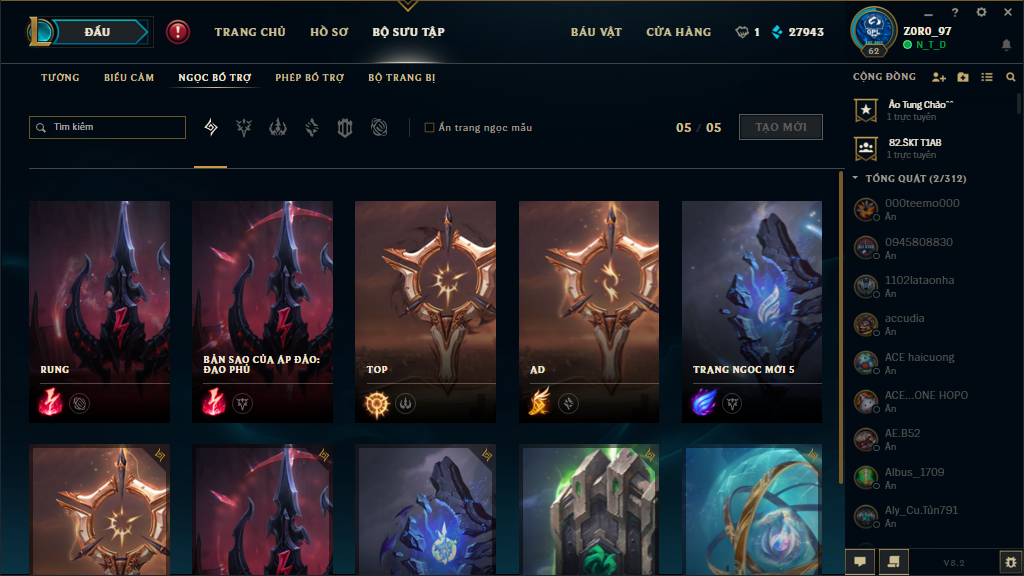 ĐẤU
TRANG CHỦ
HỒ SƠ
BỘ SƯU TẬP
BÁU VẬT
CỬA HÀNG
1
27943
62
ZORO_97
N_T_D
TƯỚNG
BIỂU CẢM
NGỌC BỔ TRỢ
PHÉP BỔ TRỢ
BỘ TRANG BỊ
Tìm kiếm
Ẩn trang ngọc mẫu
05 / 05
TẠO MỚI
RUNG
BẢN SAO CỦA ÁP ĐẢO:
ĐAO PHỦ
TOP
AD
TRANG NGỌC MỚI 5
CỘNG ĐỒNG
Ảo Tung Chảo^^
1 trực tuyến
82.ŠKT T1AB
1 trực tuyến
TỔNG QUÁT (2/312)
000teemo000
Ẩn
0945808830
Ẩn
1102lataonha
Ẩn
accudia
Ẩn
ACE haicuong
Ẩn
ACE...ONE HOPO
Ẩn
AE.B52
Ẩn
Albus_1709
Ẩn
Aly_Cu.Tủn791
Ẩn
V8.2